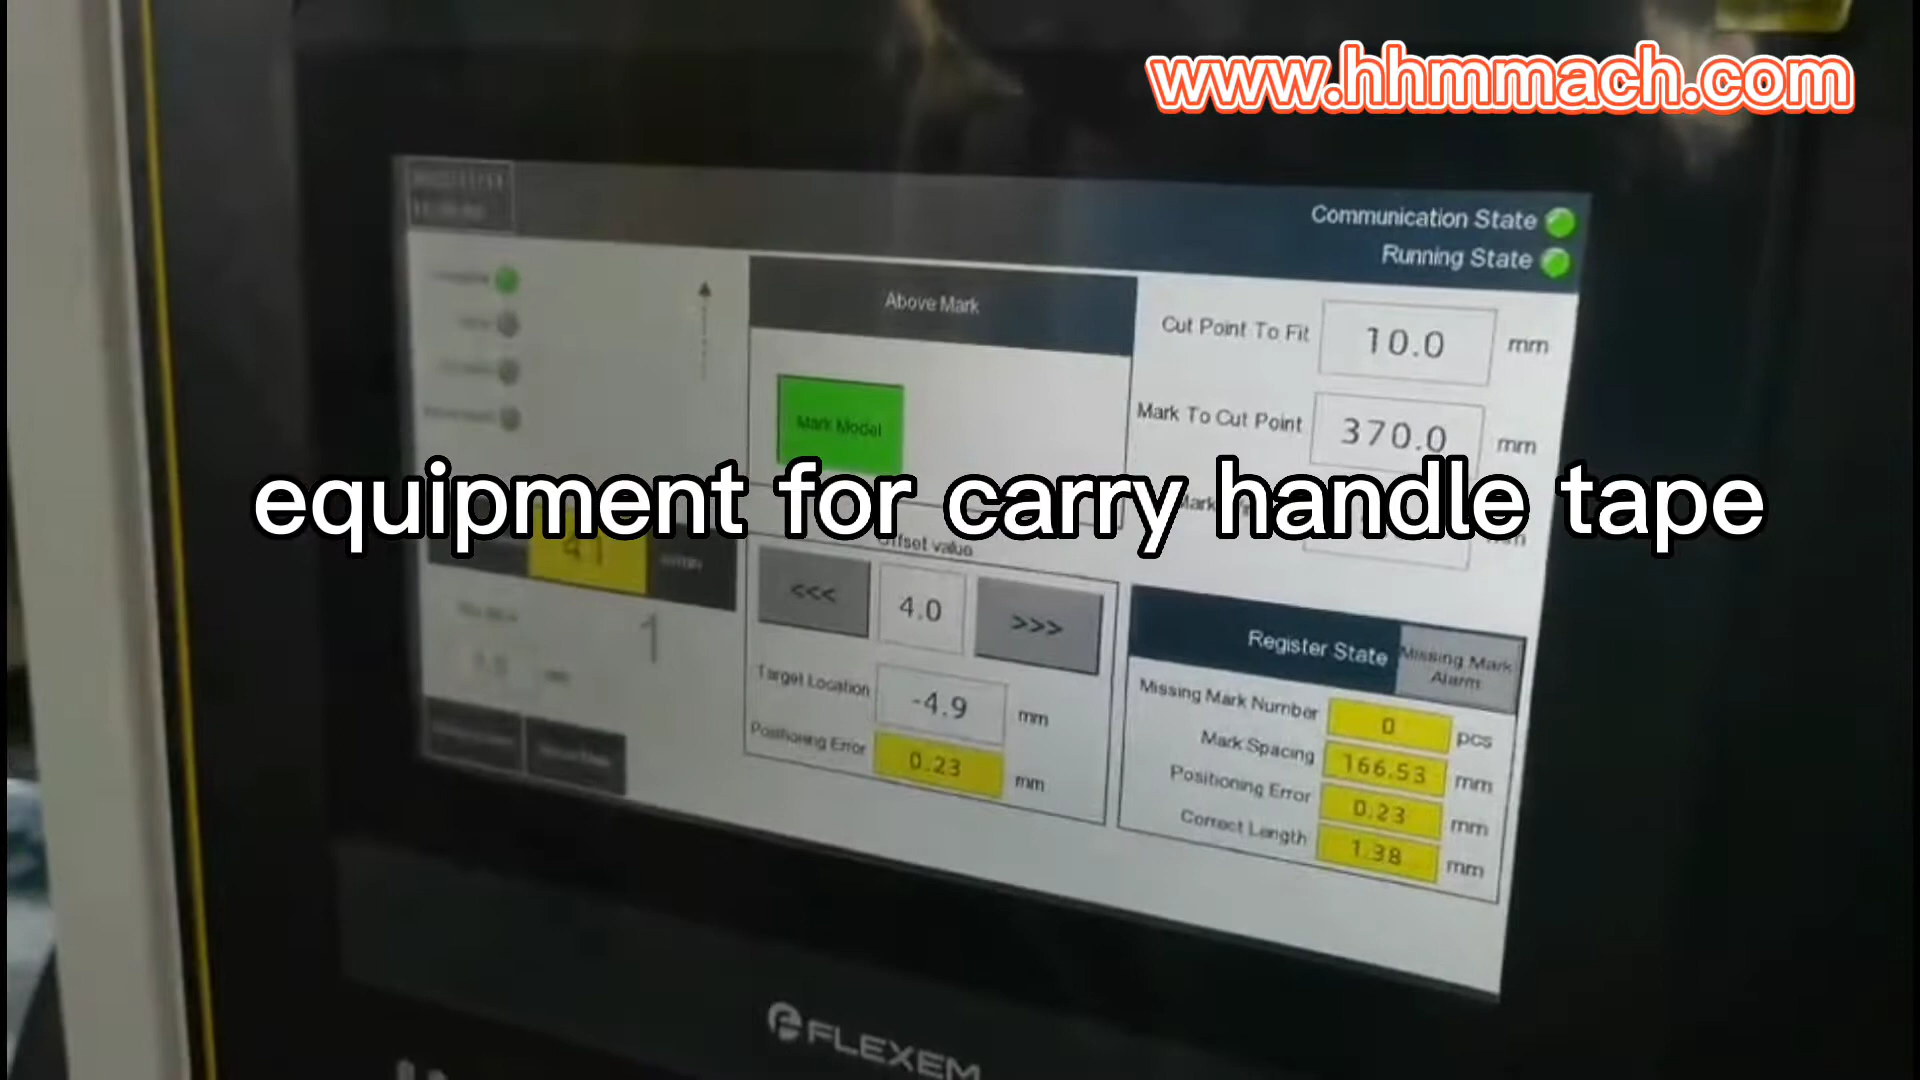 www.hhmmach.com
Communication State
Running State
Above Mark
Cut Point To Fit 10.0 mm
Mark Model
Mark To Cut Point 370.0 mm
equipment for carry handle tape
Mark
41
Offset value
<<< 4.0 >>>
1
Register State
Missing Mark Alarm
Target Location -4.9 mm
Positioning Error 0.23 mm
Missing Mark Number 0 pcs
Mark Spacing 166.53 mm
Positioning Error 0.23 mm
Correct Length 1.38 mm
FLEXEM